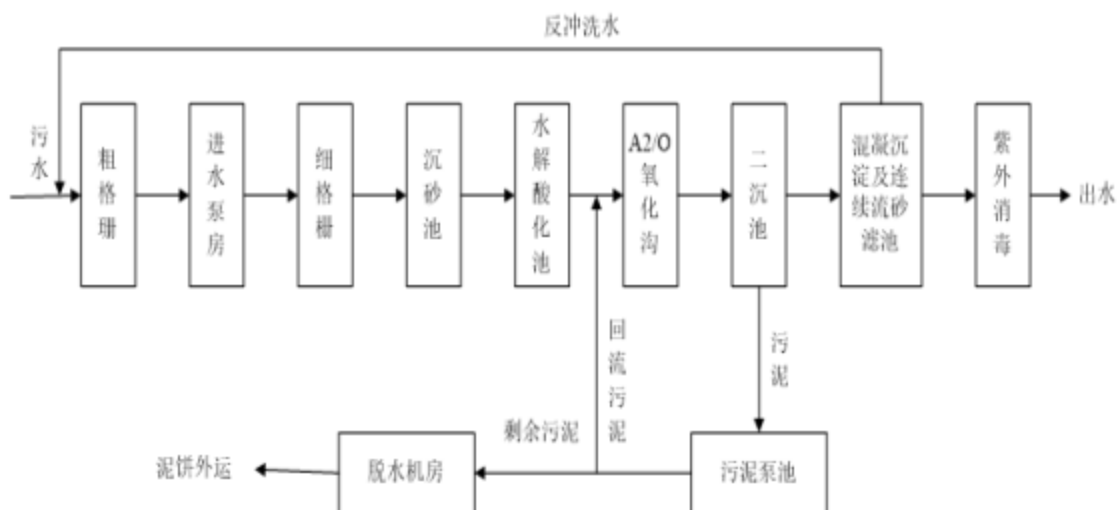 反冲洗水
污水
粗格珊
进水泵房
细格栅
沉砂池
水解酸化池
A2/O
氧化沟
二沉池
混凝沉
淀及连
续流砂
滤池
紫外消毒
出水
回流污泥
污泥
剩余污泥
泥饼外运
脱水机房
污泥泵池